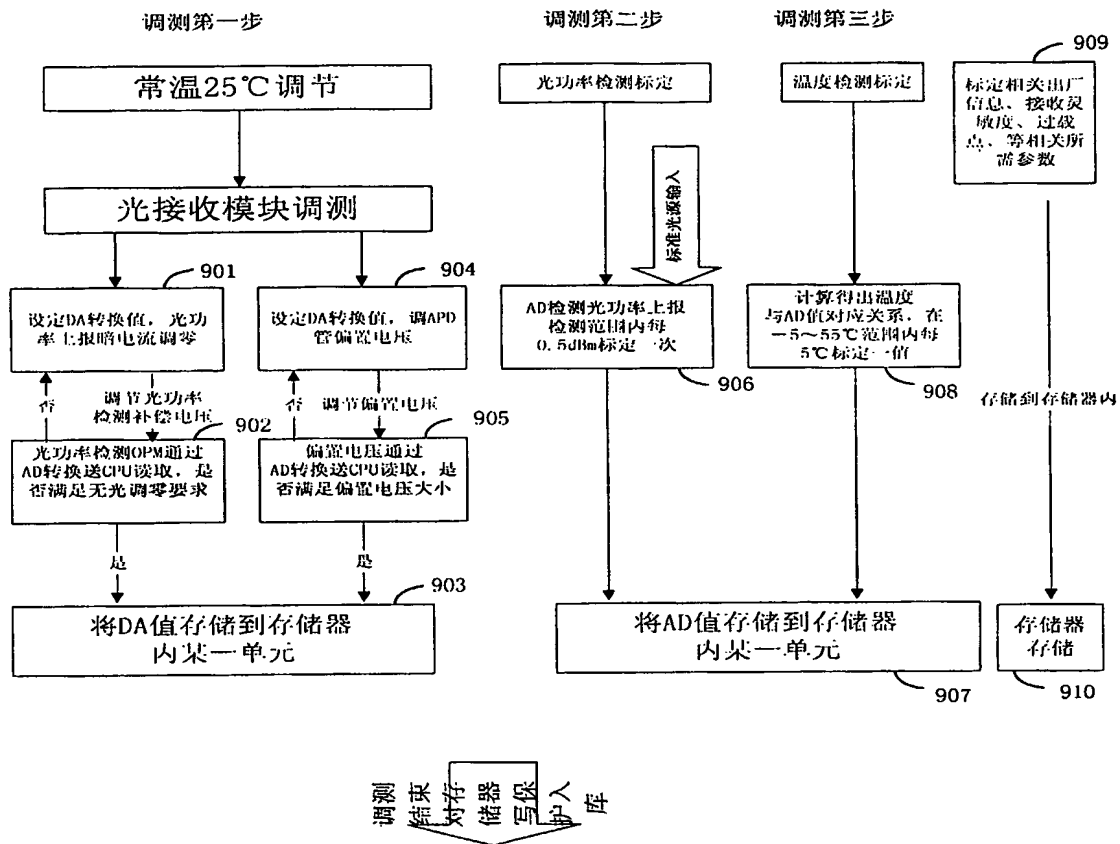 调测第一步
调测第二步
调测第三步
909
常温25℃调节
光功率检测标定
温度检测标定
标定相关出厂
信息、接收灵
敏度、过载
点、等相关所
需参数
光接收模块调测
标准光源输入
901
904
设定DA转换值，光功
率上报暗电流调零
设定DA转换值，调APD
管偏置电压
AD检测光功率上报
检测范围内每
0.5dBm标定一次
计算得出温度
与AD值对应关系，在
-5~55℃范围内每
5℃标定一值
906
908
否
调节光功率
检测补偿电压
否
调节偏置电压
存储到存储器内
902
905
光功率检测OPM通过
AD转换送CPU读取，是
否满足无光调零要求
偏置电压通过
AD转换送CPU读取，是
否满足偏置电压大小
是
是
903
将DA值存储到存储器
内某一单元
将AD值存储到存储器
内某一单元
存储器
存储
907
910
调测
结束
对存
储器
写保
护入
库